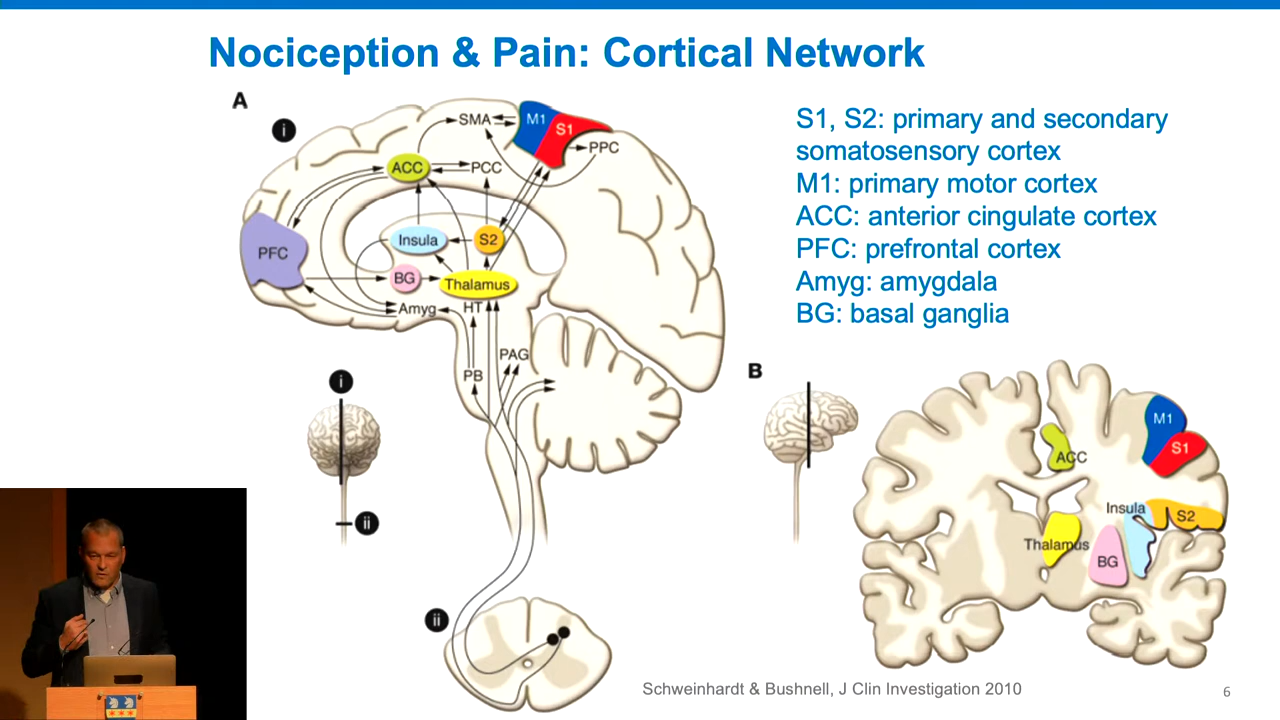 Nociception & Pain: Cortical Network
A
i
SMA
M1
S1
PPC
ACC
PCC
PFC
Insula
S2
BG
Thalamus
Amyg
HT
PAG
PB
i
ii
ii
S1, S2: primary and secondary
somatosensory cortex
M1: primary motor cortex
ACC: anterior cingulate cortex
PFC: prefrontal cortex
Amyg: amygdala
BG: basal ganglia
B
M1
S1
ACC
Insula
S2
Thalamus
BG
Schweinhardt & Bushnell, J Clin Investigation 2010
6